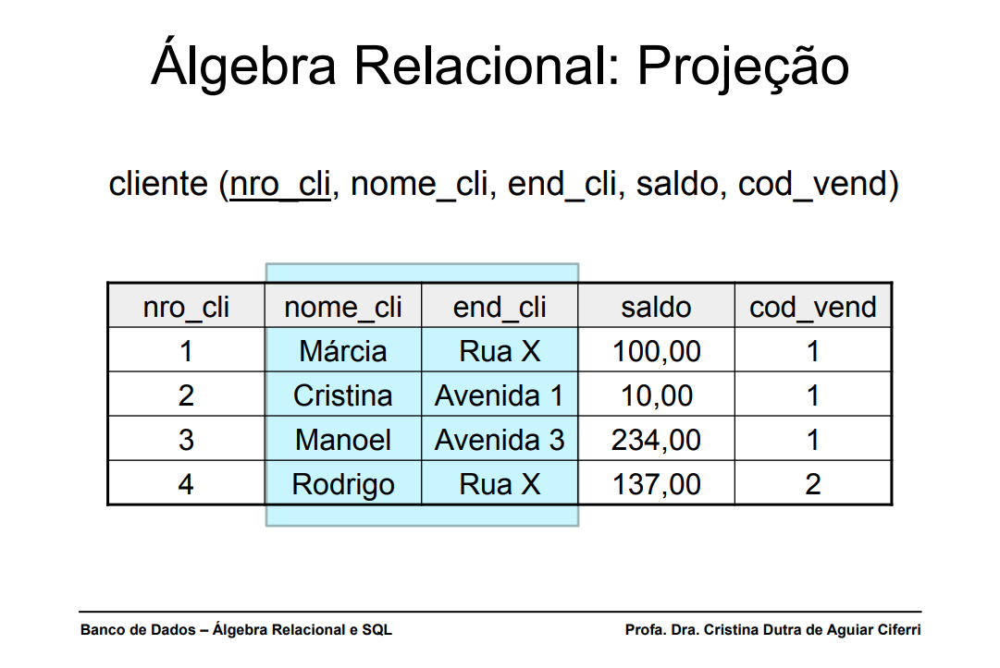 Álgebra Relacional: Projeção
cliente (nro_cli, nome_cli, end_cli, saldo, cod_vend)
nro_cli nome_cli end_cli saldo cod_vend
1 Márcia Rua X 100,00 1
2 Cristina Avenida 1 10,00 1
3 Manoel Avenida 3 234,00 1
4 Rodrigo Rua X 137,00 2
Banco de Dados – Álgebra Relacional e SQL Profa. Dra. Cristina Dutra de Aguiar Ciferri